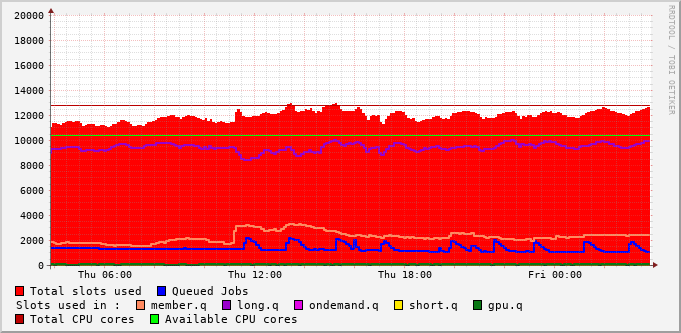 20000
18000
16000
14000
12000
10000
8000
6000
4000
2000
0
Thu 06:00 Thu 12:00 Thu 18:00 Fri 00:00
RRDTOOL / TOBI OETIKER
Total slots used Queued Jobs
Slots used in : member.q long.q ondemand.q short.q gpu.q
Total CPU cores Available CPU cores